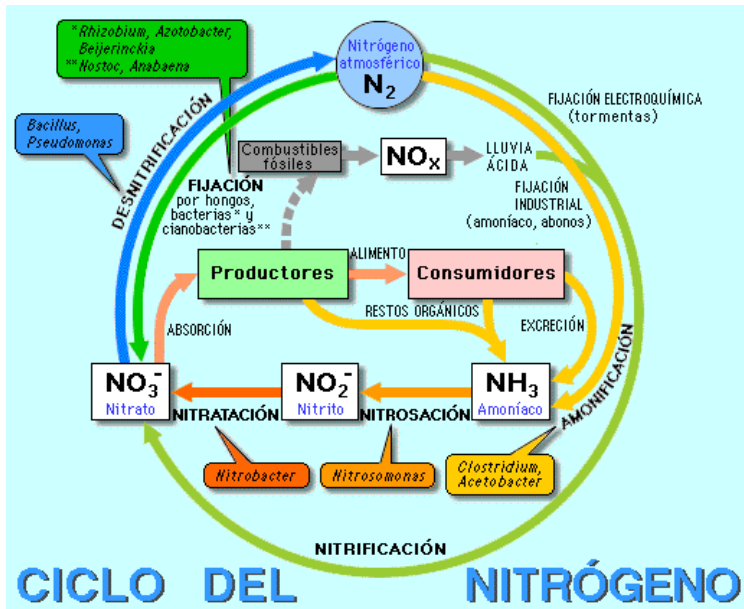 *Rhizobium, Azotobacter,
Beijerinckia
**Nostoc, Anabaena
Nitrógeno
atmosférico
N2
Bacillus,
Pseudomonas
DESNITRIFICACIÓN
FIJACIÓN
por hongos,
bacterias* y
cianobacterias**
Combustibles
fósiles
NOX
LLUVIA
ÁCIDA
FIJACIÓN ELECTROQUÍMICA
(tormentas)
FIJACIÓN
INDUSTRIAL
(amoníaco, abonos)
Productores
ALIMENTO
Consumidores
RESTOS ORGÁNICOS
EXCRECIÓN
ABSORCIÓN
AMONIFICACIÓN
NO3-
Nitrato
NITRATACIÓN
NO2-
Nitrito
NITROSACIÓN
NH3
Amoníaco
Nitrobacter
Nitrosomonas
Clostridium,
Acetobacter
NITRIFICACIÓN
CICLO DEL NITRÓGENO